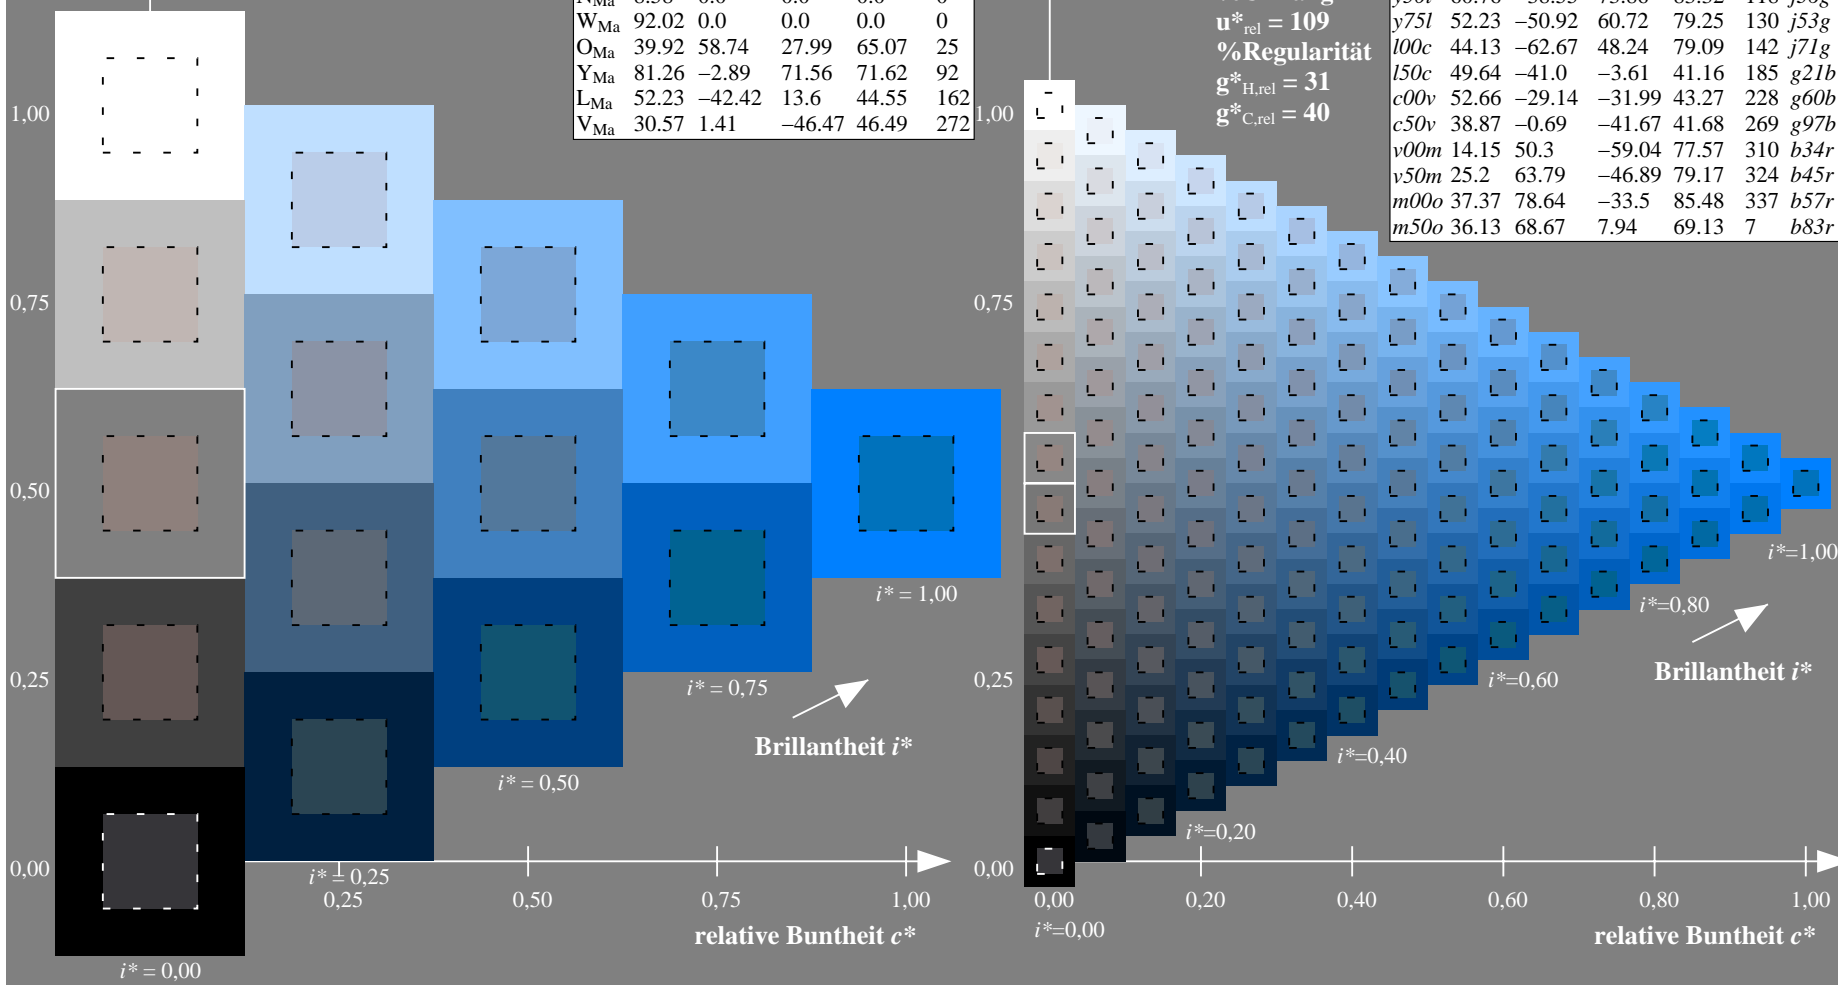 W_Ma 92.02 0.0 0.0 0.0 0
O_Ma 39.92 58.74 27.99 65.07 25
Y_Ma 81.26 −2.89 71.56 71.62 92
L_Ma 52.23 −42.42 13.6 44.55 162
V_Ma 30.57 1.41 −46.47 46.49 272
u*_rel = 109
%Regularität
g*_H,rel = 31
g*_C,rel = 40
y75l 52.23 −50.92 60.72 79.25 130 j53g
l00c 44.13 −62.67 48.24 79.09 142 j71g
l50c 49.64 −41.0 −3.61 41.16 185 g21b
c00v 52.66 −29.14 −31.99 43.27 228 g60b
c50v 38.87 −0.69 −41.67 41.68 269 g97b
v00m 14.15 50.3 −59.04 77.57 310 b34r
v50m 25.2 63.79 −46.89 79.17 324 b45r
m00o 37.37 78.64 −33.5 85.48 337 b57r
m50o 36.13 68.67 7.94 69.13 7 b83r
1,00
0,75
0,50
0,25
0,00
i* = 1,00
i* = 0,75
Brillantheit i*
i* = 0,50
i* = 0,25
0,25 0,50 0,75 1,00
relative Buntheit c*
i* = 0,00
1,00
0,75
0,50
0,25
0,00
i*=1,00
i*=0,80
Brillantheit i*
i*=0,60
i*=0,40
i*=0,20
0,00 0,20 0,40 0,60 0,80 1,00
i*=0,00
relative Buntheit c*